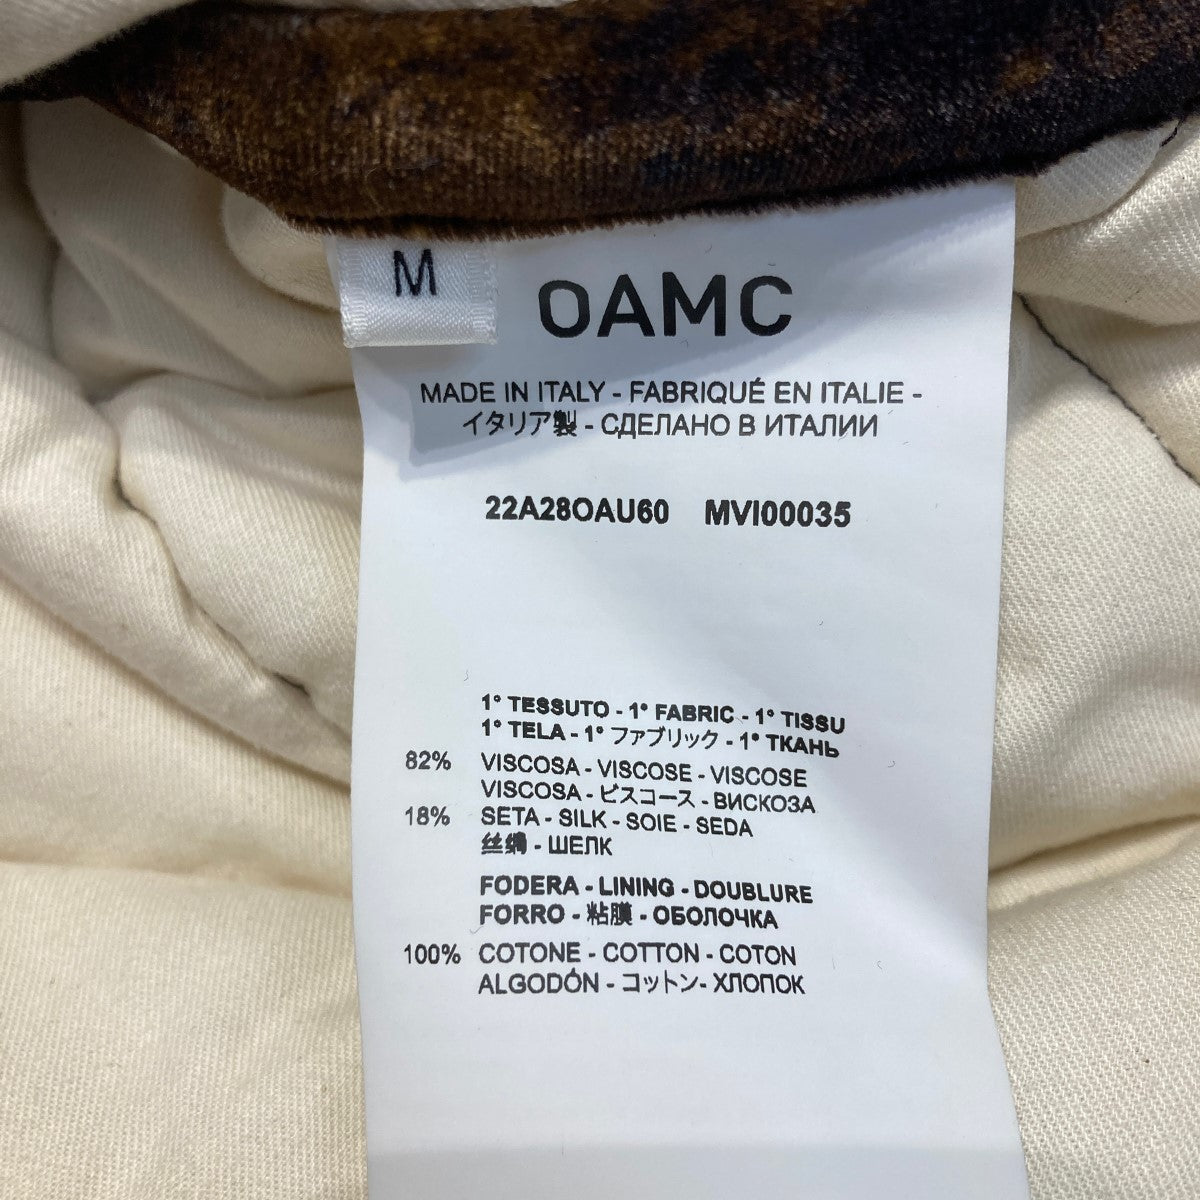 M
OAMC
MADE IN ITALY - FABRIQUÉ EN ITALIE -
イタリア製 - СДЕЛАНО В ИТАЛИИ
22A28OAU60 MVI00035
1° TESSUTO - 1° FABRIC - 1° TISSU
1° TELA - 1° ファブリック - 1° ТКАНЬ
82% VISCOSA - VISCOSE - VISCOSE
VISCOSA - ビスコース - ВИСКОЗА
18% SETA - SILK - SOIE - SEDA
丝绸 - ШЕЛК
FODERA - LINING - DOUBLURE
FORRO - 粘膜 - ОБОЛОЧКА
100% COTONE - COTTON - COTON
ALGODÓN - コットン- ХЛОПОК